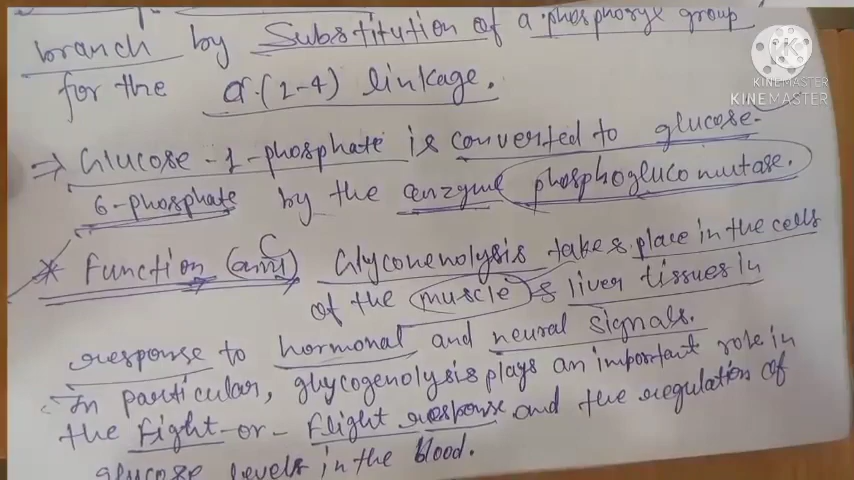 branch by Substitution of a phosphoryl group
for the α-(1-4) linkage.
⇒ Glucose-1-phosphate is converted to glucose-
6-phosphate by the enzyme phosphoglucomutase.
* Function Glyconenolysis takes place in the cells
of the muscle & liver tissues in
response to hormonal and neural signals.
In particular, glycogenolysis plays an important role in
the Fight-or-Flight response and the regulation of
glucose levels in the blood.
KINEMASTER
KINEMASTER